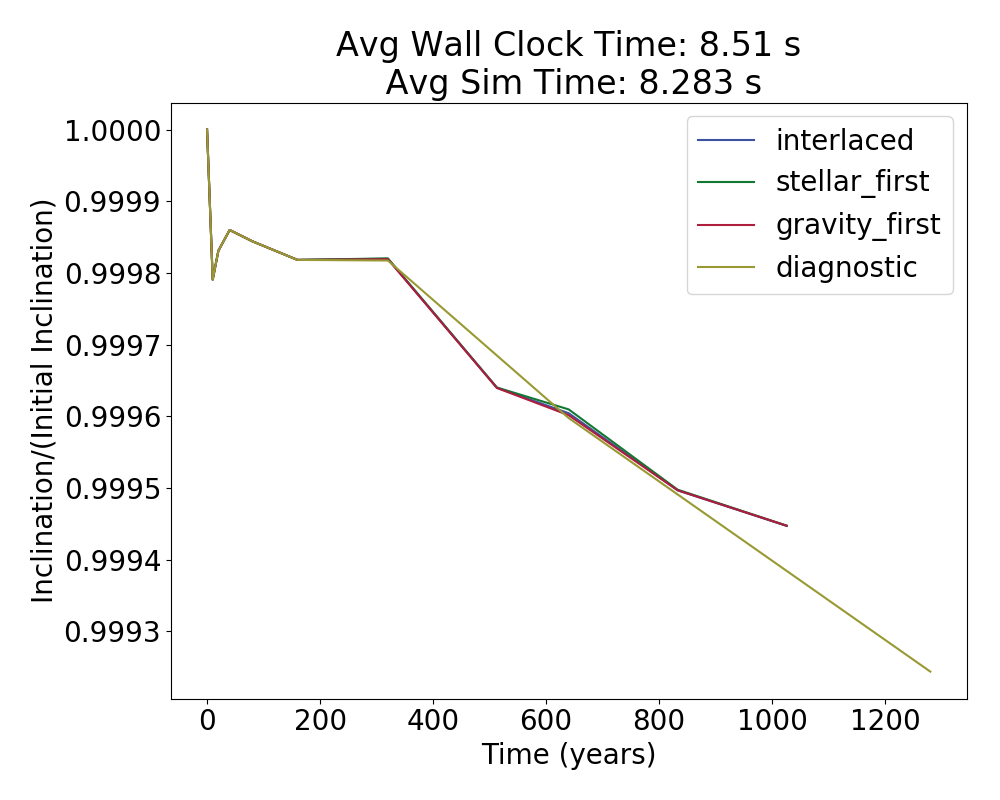 Avg Wall Clock Time: 8.51 s
Avg Sim Time: 8.283 s
interlaced
stellar_first
gravity_first
diagnostic
1.0000
0.9999
0.9998
0.9997
0.9996
0.9995
0.9994
0.9993
Inclination/(Initial Inclination)
0 200 400 600 800 1000 1200
Time (years)